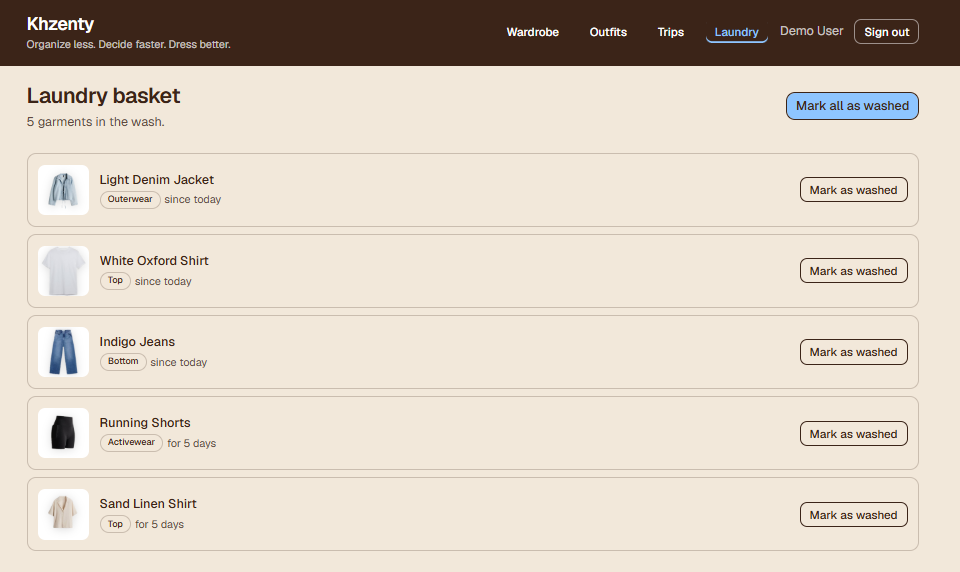 Khzenty
Organize less. Decide faster. Dress better.
Wardrobe Outfits Trips Laundry Demo User Sign out
Laundry basket
5 garments in the wash.
Mark all as washed
Light Denim Jacket
Outerwear since today
Mark as washed
White Oxford Shirt
Top since today
Mark as washed
Indigo Jeans
Bottom since today
Mark as washed
Running Shorts
Activewear for 5 days
Mark as washed
Sand Linen Shirt
Top for 5 days
Mark as washed